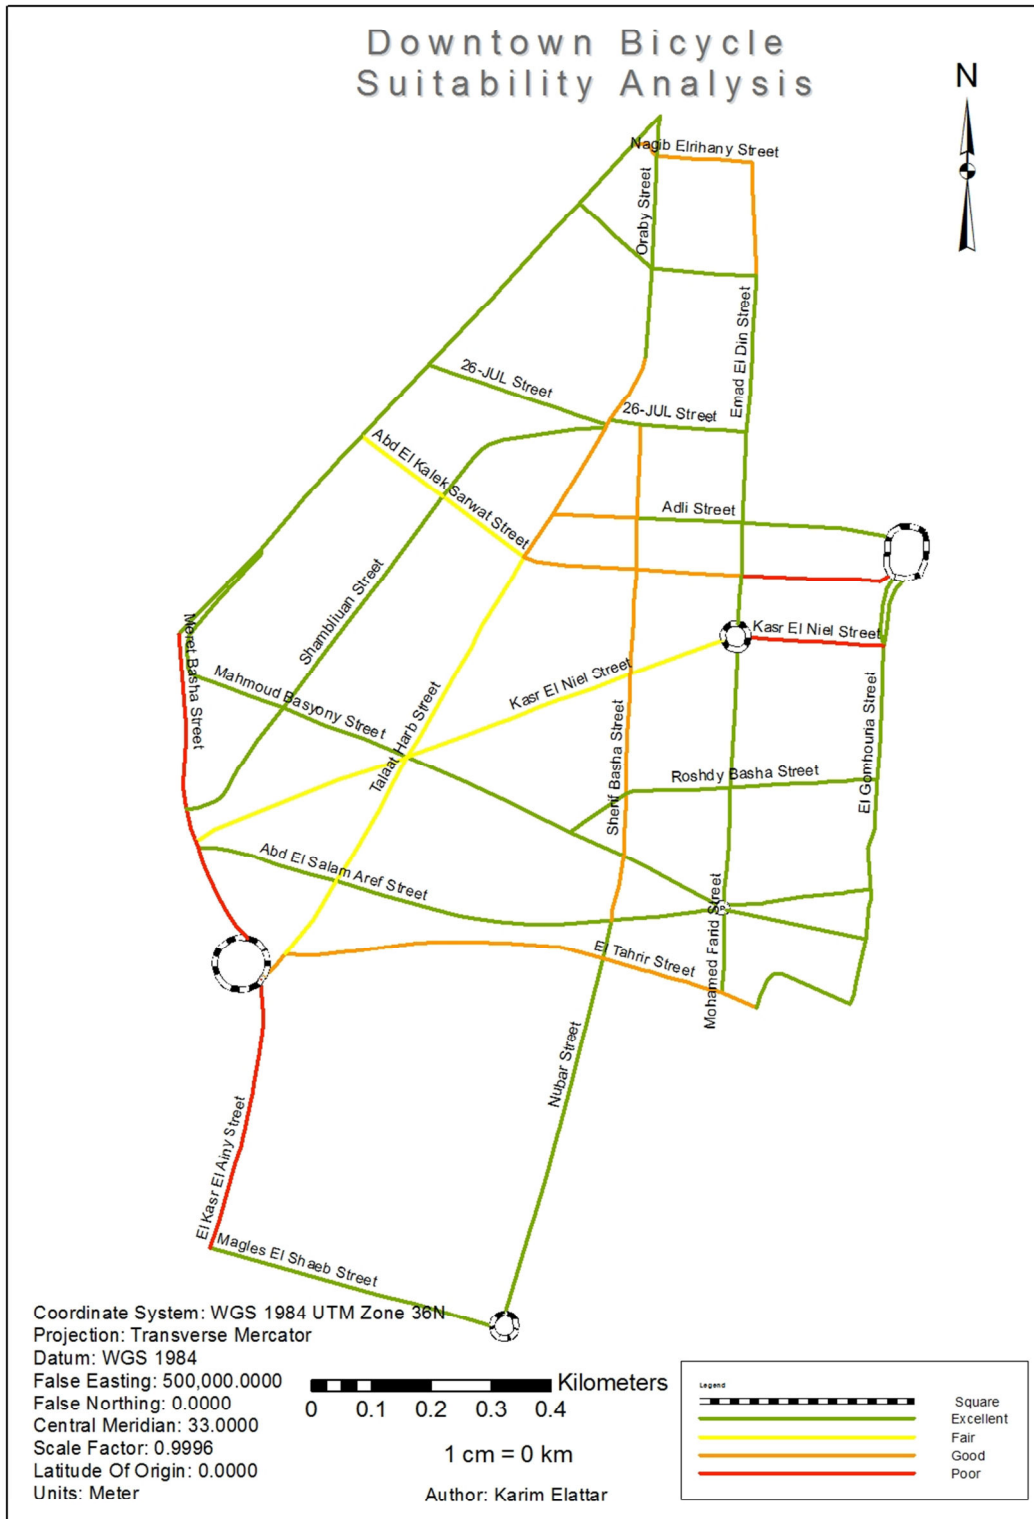 Downtown Bicycle
Suitability Analysis
N
Nagib Elrihany Street
Oraby Street
Emad El Din Street
26-JUL Street
26-JUL Street
Abd El Kalek Sarwat Street
Adli Street
Shambliuan Street
Meret Basha Street
Kasr El Niel Street
Mahmoud Basyony Street
Kasr El Niel Street
Talaat Harb Street
El Gomhouria Street
Sherif Basha Street
Roshdy Basha Street
Abd El Salam Aref Street
Mohamed Farid Street
El Tahrir Street
Nubar Street
El Kasr El Ainy Street
Magles El Shaeb Street
Coordinate System: WGS 1984 UTM Zone 36N
Projection: Transverse Mercator
Datum: WGS 1984
False Easting: 500,000.0000
False Northing: 0.0000
Central Meridian: 33.0000
Scale Factor: 0.9996
Latitude Of Origin: 0.0000
Units: Meter
Kilometers
0 0.1 0.2 0.3 0.4
1 cm = 0 km
Author: Karim Elattar
Legend
Square
Excellent
Fair
Good
Poor